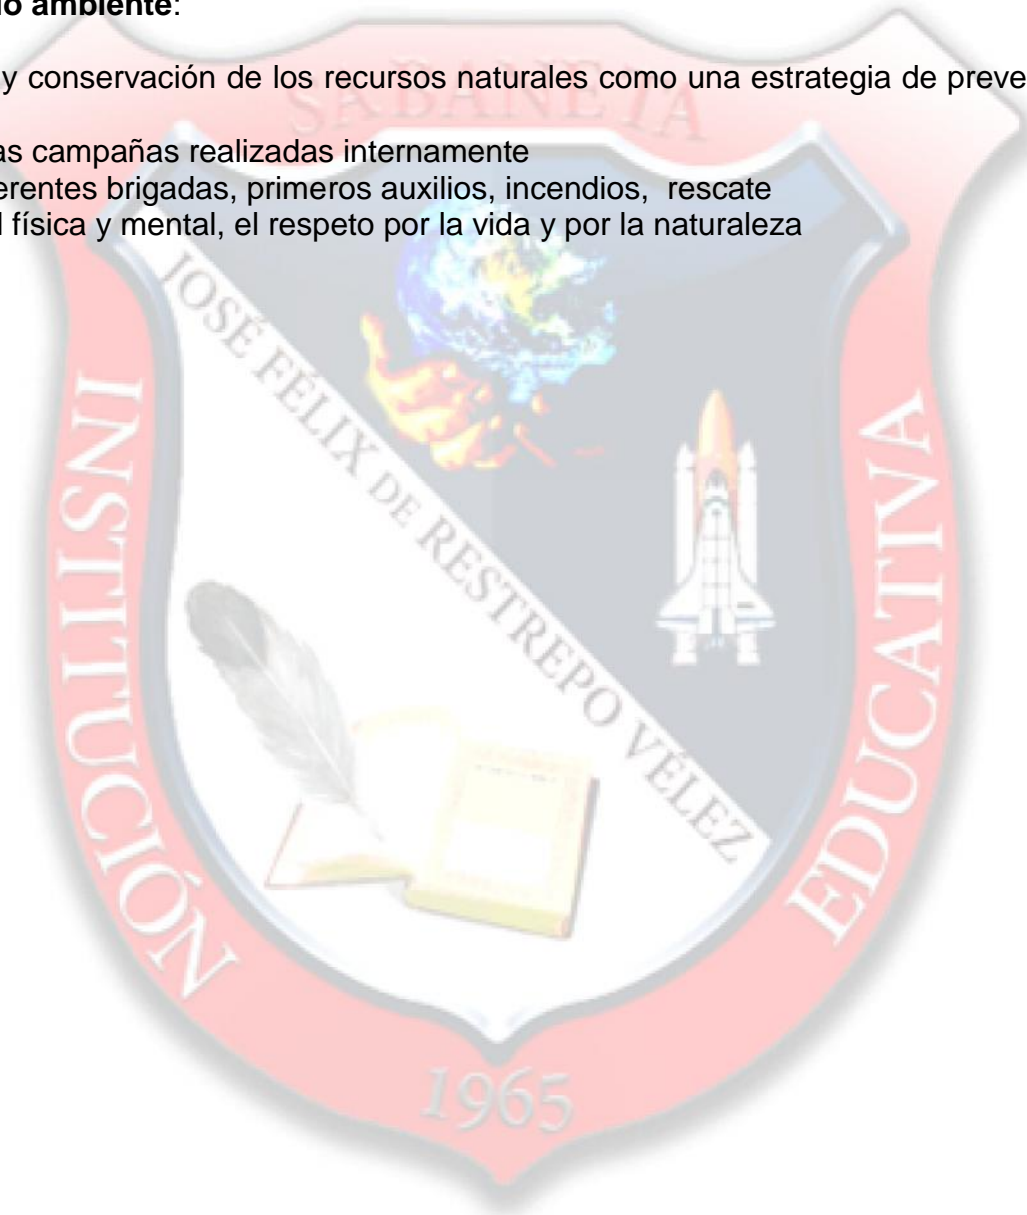 io ambiente:
y conservación de los recursos naturales como una estrategia de preve
as campañas realizadas internamente
erentes brigadas, primeros auxilios, incendios, rescate
l física y mental, el respeto por la vida y por la naturaleza
SABANETA
JOSÉ FÉLIX DE RESTREPO VÉLEZ
INSTITUCIÓN
EDUCATIVA
1965